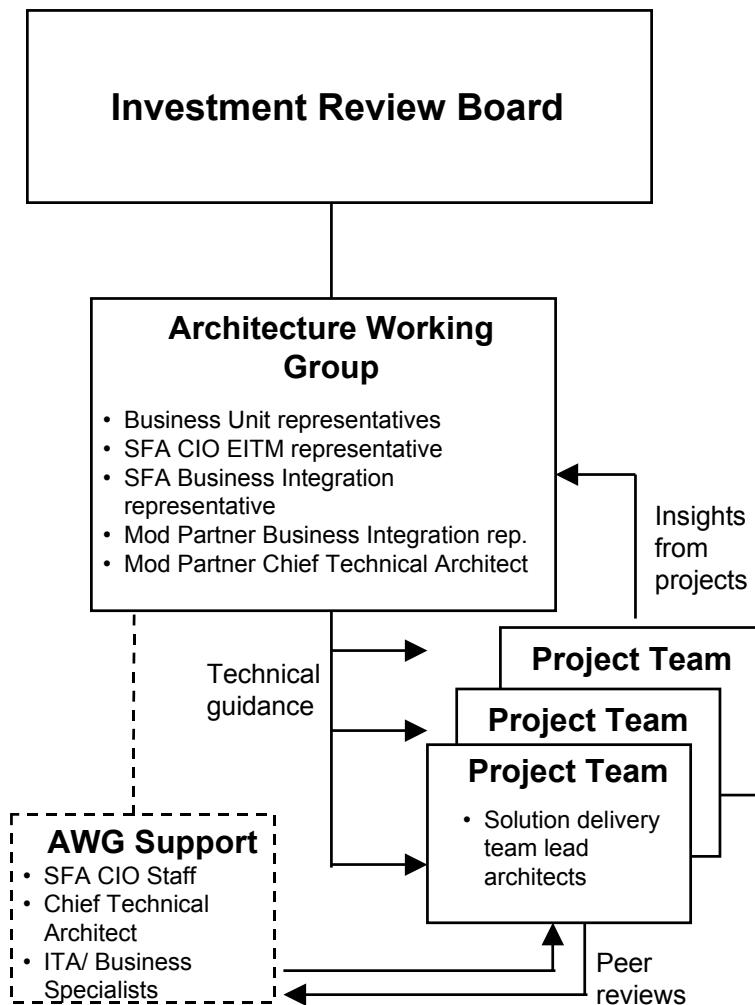 Investment Review Board
Architecture Working
Group
• Business Unit representatives
• SFA CIO EITM representative
• SFA Business Integration
representative
• Mod Partner Business Integration rep.
• Mod Partner Chief Technical Architect
Insights
from
projects
Technical
guidance
Project Team
Project Team
Project Team
• Solution delivery
team lead
architects
AWG Support
• SFA CIO Staff
• Chief Technical
Architect
• ITA/ Business
Specialists
Peer
reviews